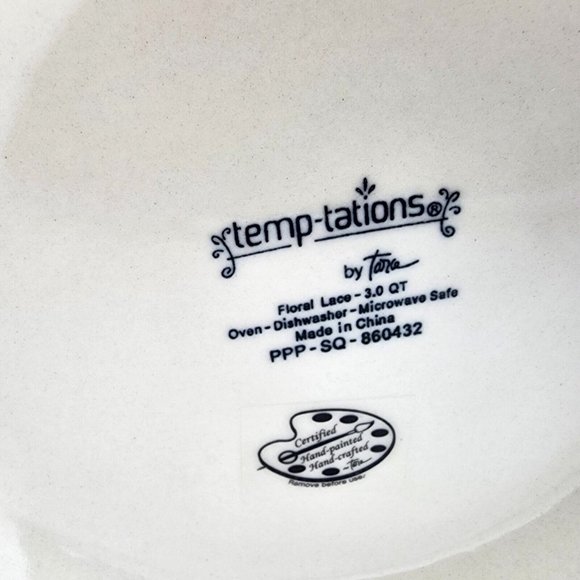 temp-tations®
by Tara
Floral Lace - 3.0 QT
Oven - Dishwasher - Microwave Safe
Made in China
PPP - SQ - 860432
Certified
Hand-painted
Hand-crafted
~Tara
Remove before use.